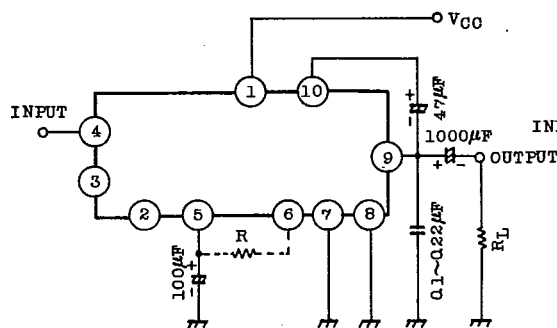 VCC
1
10
INPUT
4
47μF
+
-
1000μF
IN
9
+ -
OUTPUT
3
2
5
6
7
8
R
+
-
100μF
0.1~0.22μF
RL